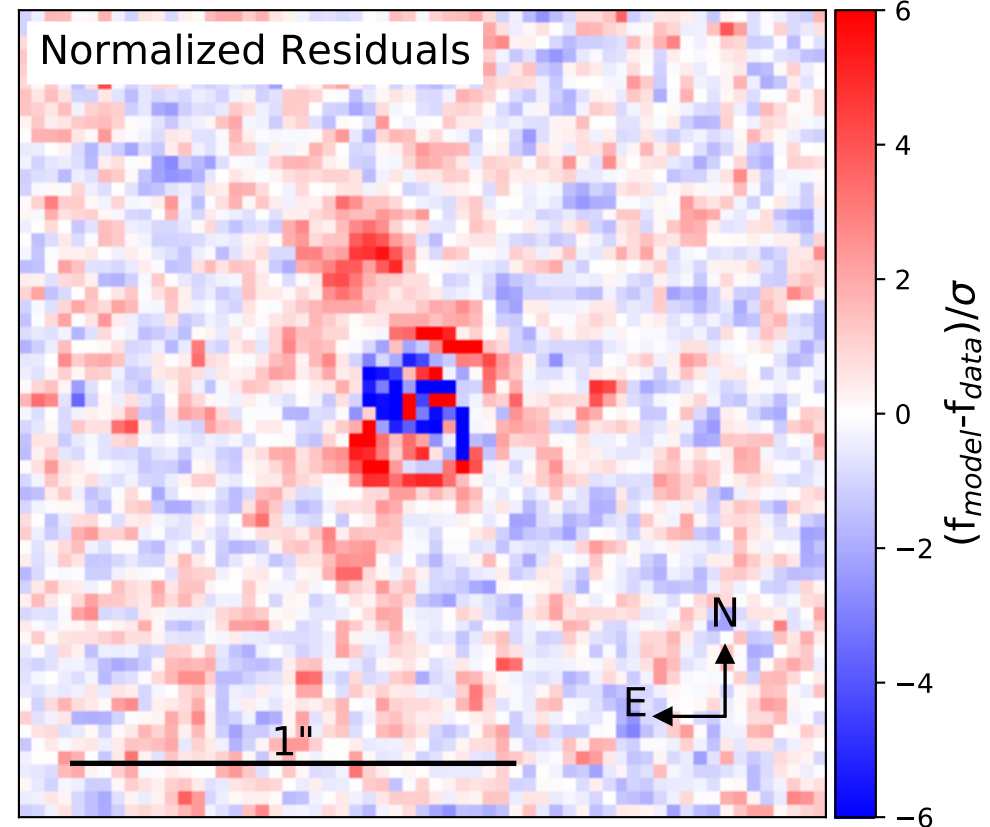 Normalized Residuals
6
4
2
0
−2
−4
−6
(f_model-f_data)/σ
N
E
1"